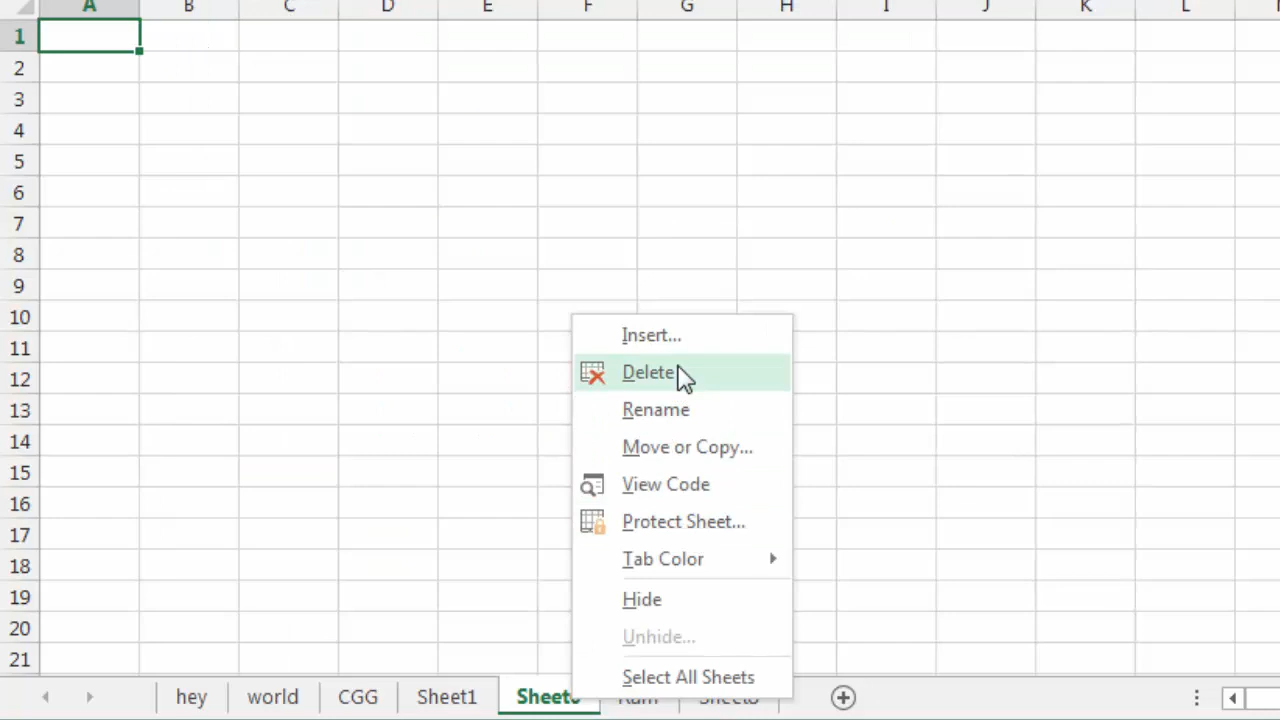 A B C D E F G H I J K L
1
2
3
4
5
6
7
8
9
10
11
12
13
14
15
16
17
18
19
20
21
Insert...
Delete
Rename
Move or Copy...
View Code
Protect Sheet...
Tab Color
Hide
Unhide...
Select All Sheets
hey world CGG Sheet1